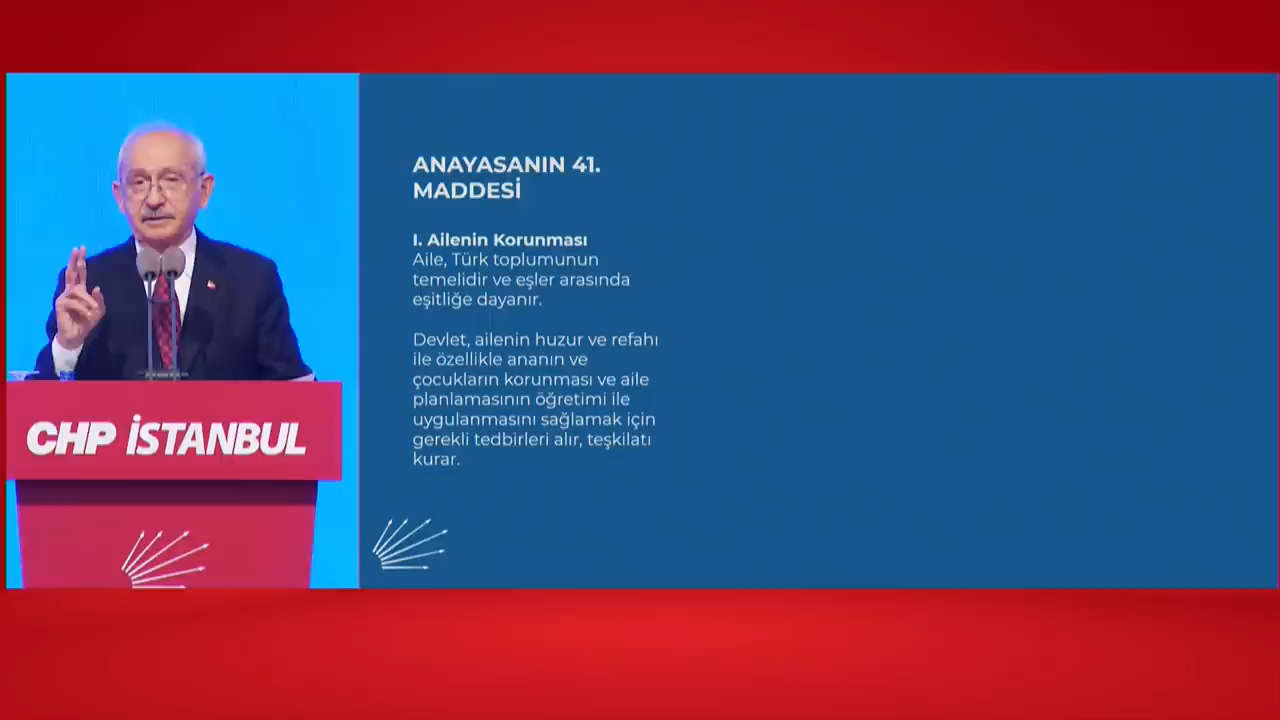 ANAYASANIN 41.
MADDESİ
I. Ailenin Korunması
Aile, Türk toplumunun
temelidir ve eşler arasında
eşitliğe dayanır.
Devlet, ailenin huzur ve refahı
ile özellikle ananın ve
çocukların korunması ve aile
planlamasının öğretimi ile
uygulanmasını sağlamak için
gerekli tedbirleri alır, teşkilatı
kurar.
CHP İSTANBUL